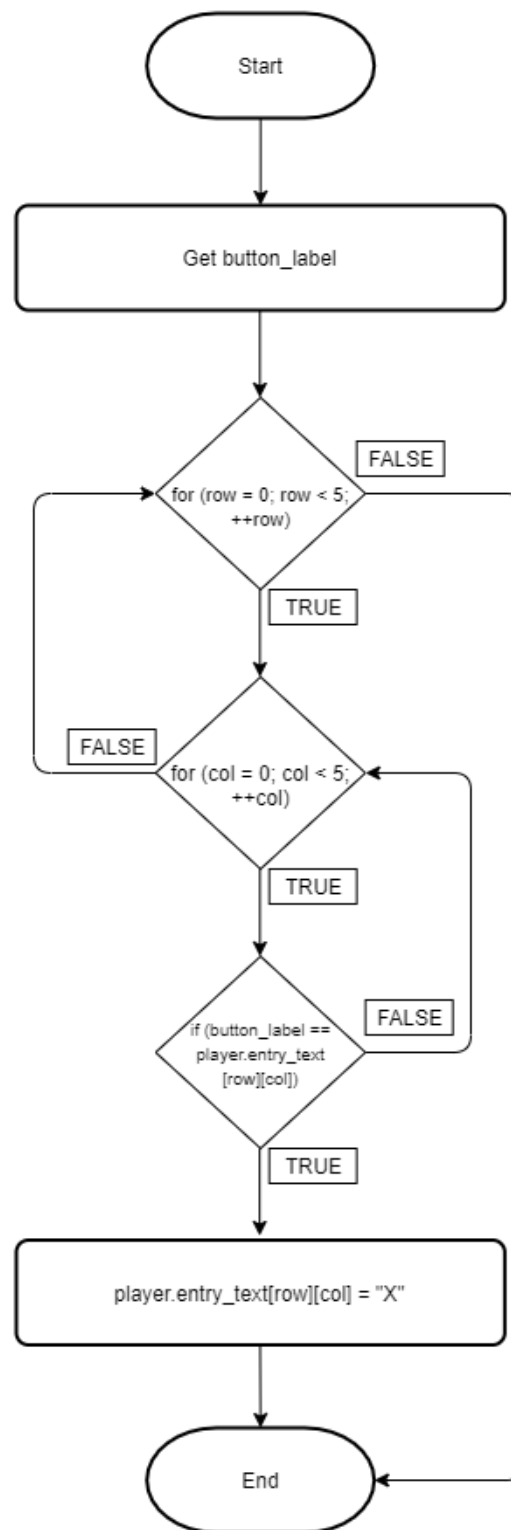 Start
Get button_label
FALSE
for (row = 0; row < 5;
++row)
TRUE
FALSE
for (col = 0; col < 5;
++col)
TRUE
FALSE
if (button_label ==
player.entry_text
[row][col])
TRUE
player.entry_text[row][col] = "X"
End